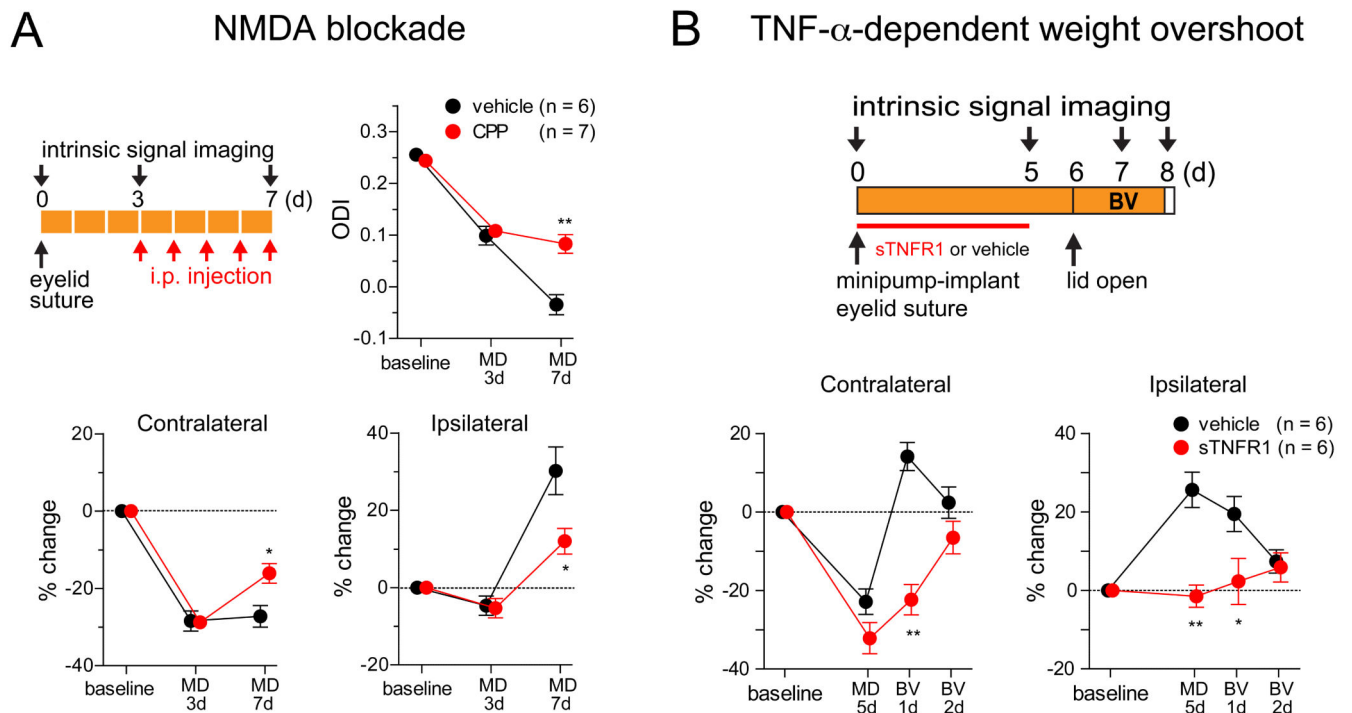 A
NMDA blockade
intrinsic signal imaging
0 3 7 (d)
eyelid
suture
i.p. injection
vehicle (n = 6)
CPP (n = 7)
ODI
0.3
0.2
0.1
0.0
-0.1
**
baseline
MD
3d
MD
7d
Contralateral
% change
20
0
-20
-40
*
baseline
MD
3d
MD
7d
Ipsilateral
% change
40
20
0
-20
*
baseline
MD
3d
MD
7d
B
TNF-α-dependent weight overshoot
intrinsic signal imaging
0 5 6 7 8 (d)
BV
sTNFR1 or vehicle
minipump-implant
eyelid suture
lid open
Contralateral
% change
20
0
-20
-40
**
baseline
MD
5d
BV
1d
BV
2d
Ipsilateral
vehicle (n = 6)
sTNFR1 (n = 6)
% change
40
20
0
-20
**
*
baseline
MD
5d
BV
1d
BV
2d